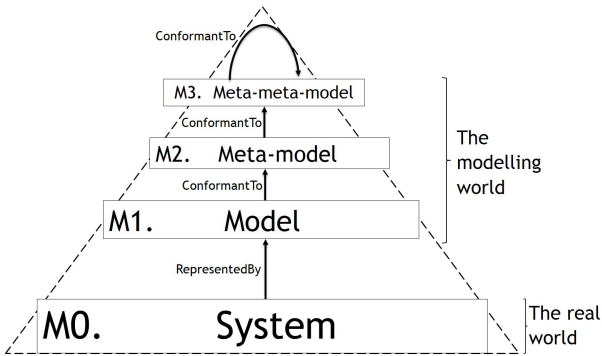 ConformantTo
M3. Meta-meta-model
ConformantTo
M2. Meta-model
ConformantTo
M1. Model
RepresentedBy
M0. System
The
modelling
world
The real
world